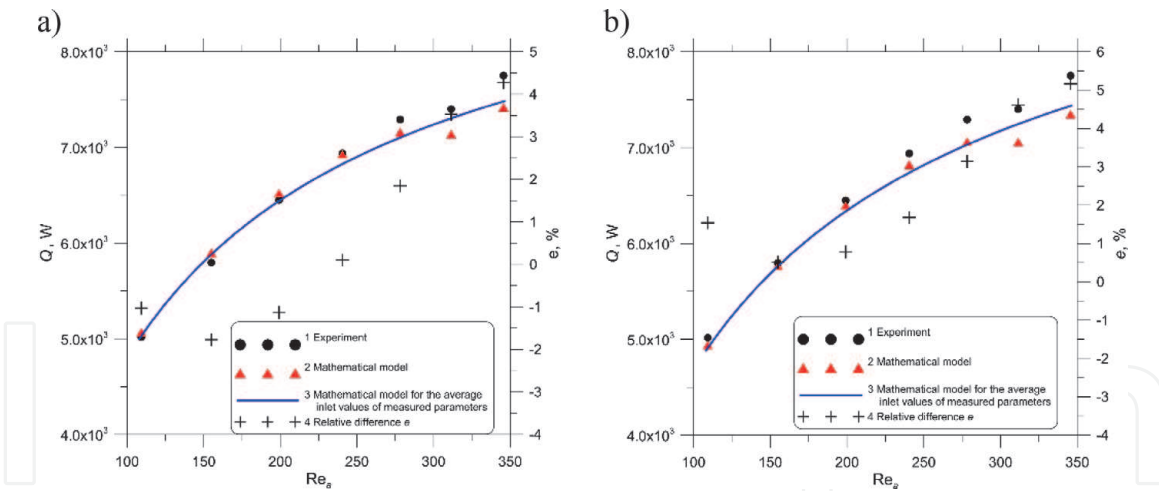 a)
8.0x10³
7.0x10³
6.0x10³
5.0x10³
4.0x10³
Q, W
5
4
3
2
1
0
-1
-2
-3
-4
e, %
1 Experiment
2 Mathematical model
3 Mathematical model for the average
inlet values of measured parameters
4 Relative difference e
100 150 200 250 300 350
Reₐ
b)
8.0x10³
7.0x10³
6.0x10³
5.0x10³
4.0x10³
Q, W
6
5
4
3
2
1
0
-1
-2
-3
-4
e, %
1 Experiment
2 Mathematical model
3 Mathematical model for the average
inlet values of measured parameters
4 Relative difference e
100 150 200 250 300 350
Reₐ